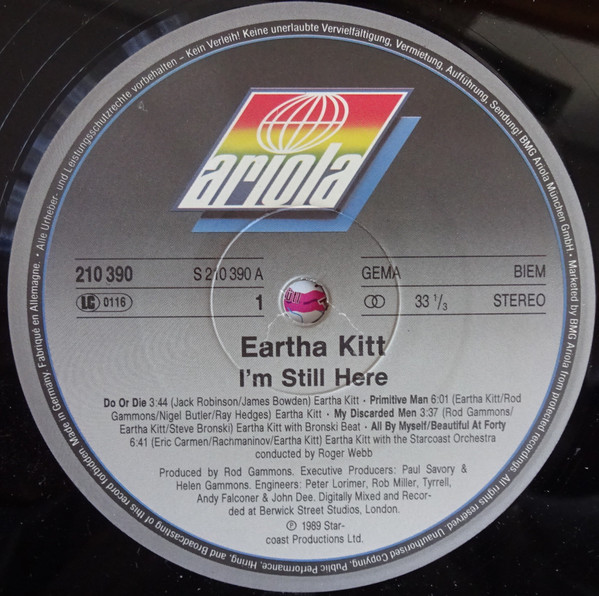 ariola
210 390 S 210 390 A GEMA BIEM
LC 0116 1 33 1/3 STEREO
Eartha Kitt
I'm Still Here
Do Or Die 3:44 (Jack Robinson/James Bowden) Eartha Kitt · Primitive Man 6:01 (Eartha Kitt/Rod
Gammons/Nigel Butler/Ray Hedges) Eartha Kitt · My Discarded Men 3:37 (Rod Gammons/
Eartha Kitt/Steve Bronski) Eartha Kitt with Bronski Beat · All By Myself/Beautiful At Forty
6:41 (Eric Carmen/Rachmaninov/Eartha Kitt) Eartha Kitt with the Starcoast Orchestra
conducted by Roger Webb
Produced by Rod Gammons. Executive Producers: Paul Savory &
Helen Gammons. Engineers: Peter Lorimer, Rob Miller, Tyrrell,
Andy Falconer & John Dee. Digitally Mixed and Recor-
ded at Berwick Street Studios, London.
℗ 1989 Star-
coast Productions Ltd.
Made in Germany, Fabriqué en Allemagne. · Alle Urheber- und Leistungsschutzrechte vorbehalten – Kein Verleih! Keine unerlaubte Vervielfältigung, Vermietung, Aufführung, Sendung! BMG Ariola München GmbH · Marketed by BMG Ariola from protected recordings. All rights reserved. Unauthorised Copying, Public Performance, Hiring, and Broadcasting of this record forbidden.